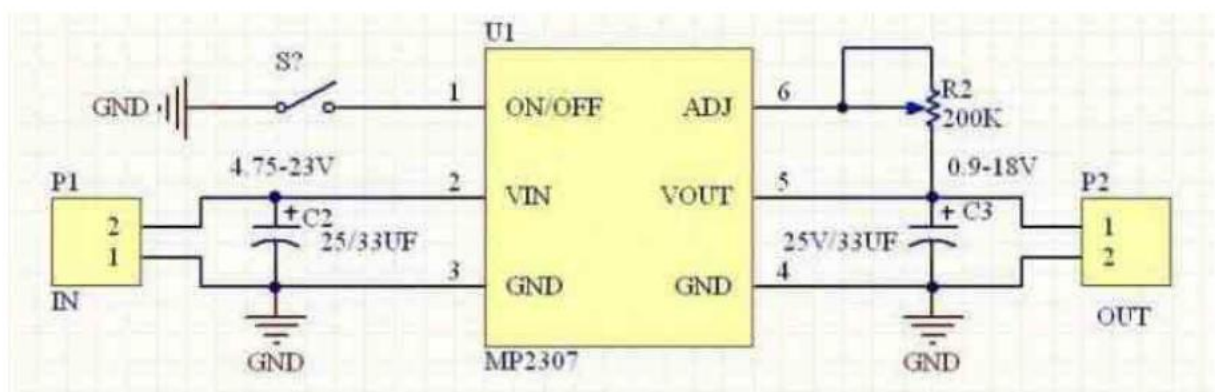 U1
S?
GND
1
ON/OFF
ADJ
6
R2
200K
4.75-23V
0.9-18V
P1
P2
2
VIN
VOUT
5
2
1
C2
25/33UF
+
25V/33UF
+ C3
1
2
3
GND
GND
4
IN
OUT
GND
MP2307
GND